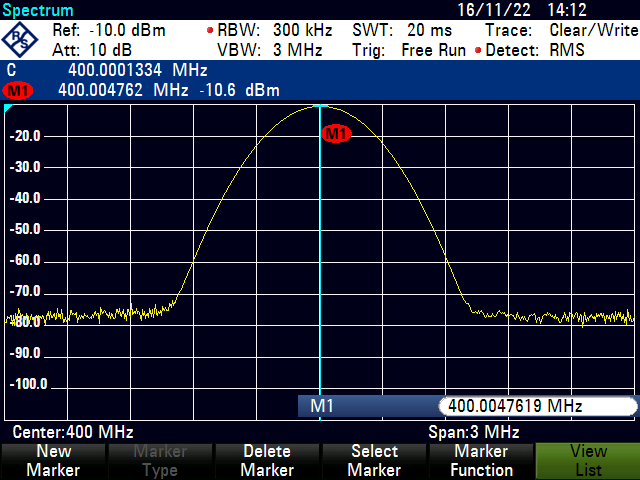 Spectrum 16/11/22 14:12
Ref: -10.0 dBm RBW: 300 kHz SWT: 20 ms Trace: Clear/Write
Att: 10 dB VBW: 3 MHz Trig: Free Run Detect: RMS
R S
C 400.0001334 MHz
M1 400.004762 MHz -10.6 dBm
M1
-20.0
-30.0
-40.0
-50.0
-60.0
-70.0
-80.0
-90.0
-100.0
M1 400.0047619 MHz
Center:400 MHz Span:3 MHz
New Marker Delete Select Marker View
Marker Type Marker Marker Function List